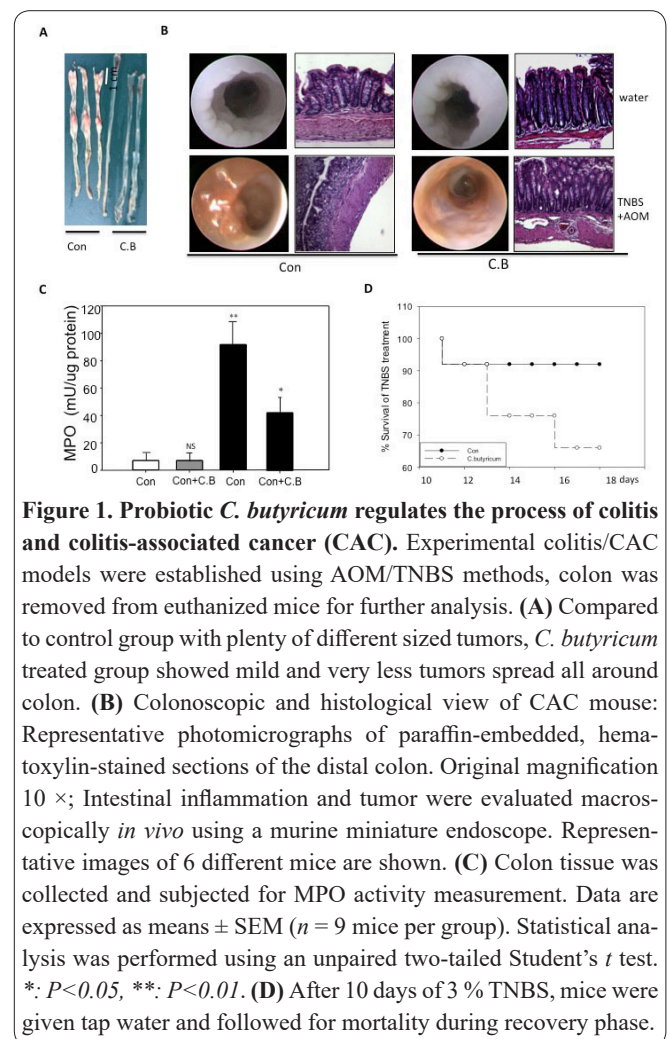 A
B
1 CM
water
TNBS
+AOM
Con
C.B
Con
C.B
C
D
MPO (mU/ug protein)
120
100
80
60
40
20
0
NS
**
*
Con
Con+C.B
Con
Con+C.B
% Survival of TNBS treatment
110
100
90
80
70
60
Con
C.butyricum
10
12
14
16
18 days
Figure 1. Probiotic C. butyricum regulates the process of colitis
and colitis-associated cancer (CAC). Experimental colitis/CAC
models were established using AOM/TNBS methods, colon was
removed from euthanized mice for further analysis. (A) Compared
to control group with plenty of different sized tumors, C. butyricum
treated group showed mild and very less tumors spread all around
colon. (B) Colonoscopic and histological view of CAC mouse:
Representative photomicrographs of paraffin-embedded, hema-
toxylin-stained sections of the distal colon. Original magnification
10 ×; Intestinal inflammation and tumor were evaluated macros-
copically in vivo using a murine miniature endoscope. Represen-
tative images of 6 different mice are shown. (C) Colon tissue was
collected and subjected for MPO activity measurement. Data are
expressed as means ± SEM (n = 9 mice per group). Statistical ana-
lysis was performed using an unpaired two-tailed Student’s t test.
*: P<0.05, **: P<0.01. (D) After 10 days of 3 % TNBS, mice were
given tap water and followed for mortality during recovery phase.